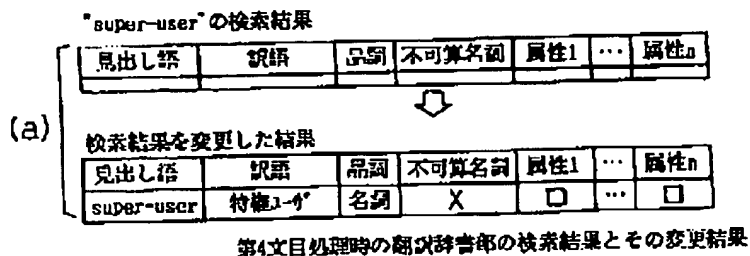 "super-user"の検索結果
見出し語 訳語 品詞 不可算名詞 属性1 … 属性n
(a)
検索結果を変更した結果
見出し語 訳語 品詞 不可算名詞 属性1 … 属性n
super-user 特権ユーザ 名詞 X □ … □
第4文目処理時の翻訳辞書部の検索結果とその変更結果